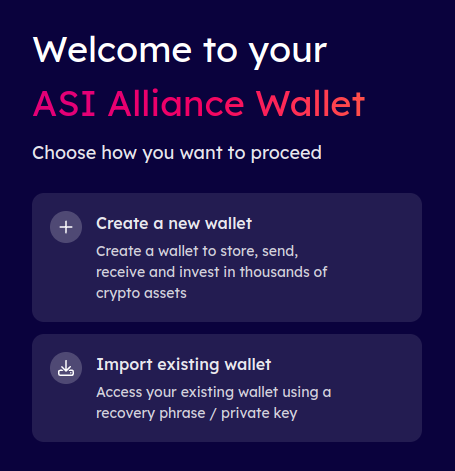 Welcome to your
ASI Alliance Wallet
Choose how you want to proceed
Create a new wallet
Create a wallet to store, send,
receive and invest in thousands of
crypto assets
Import existing wallet
Access your existing wallet using a
recovery phrase / private key